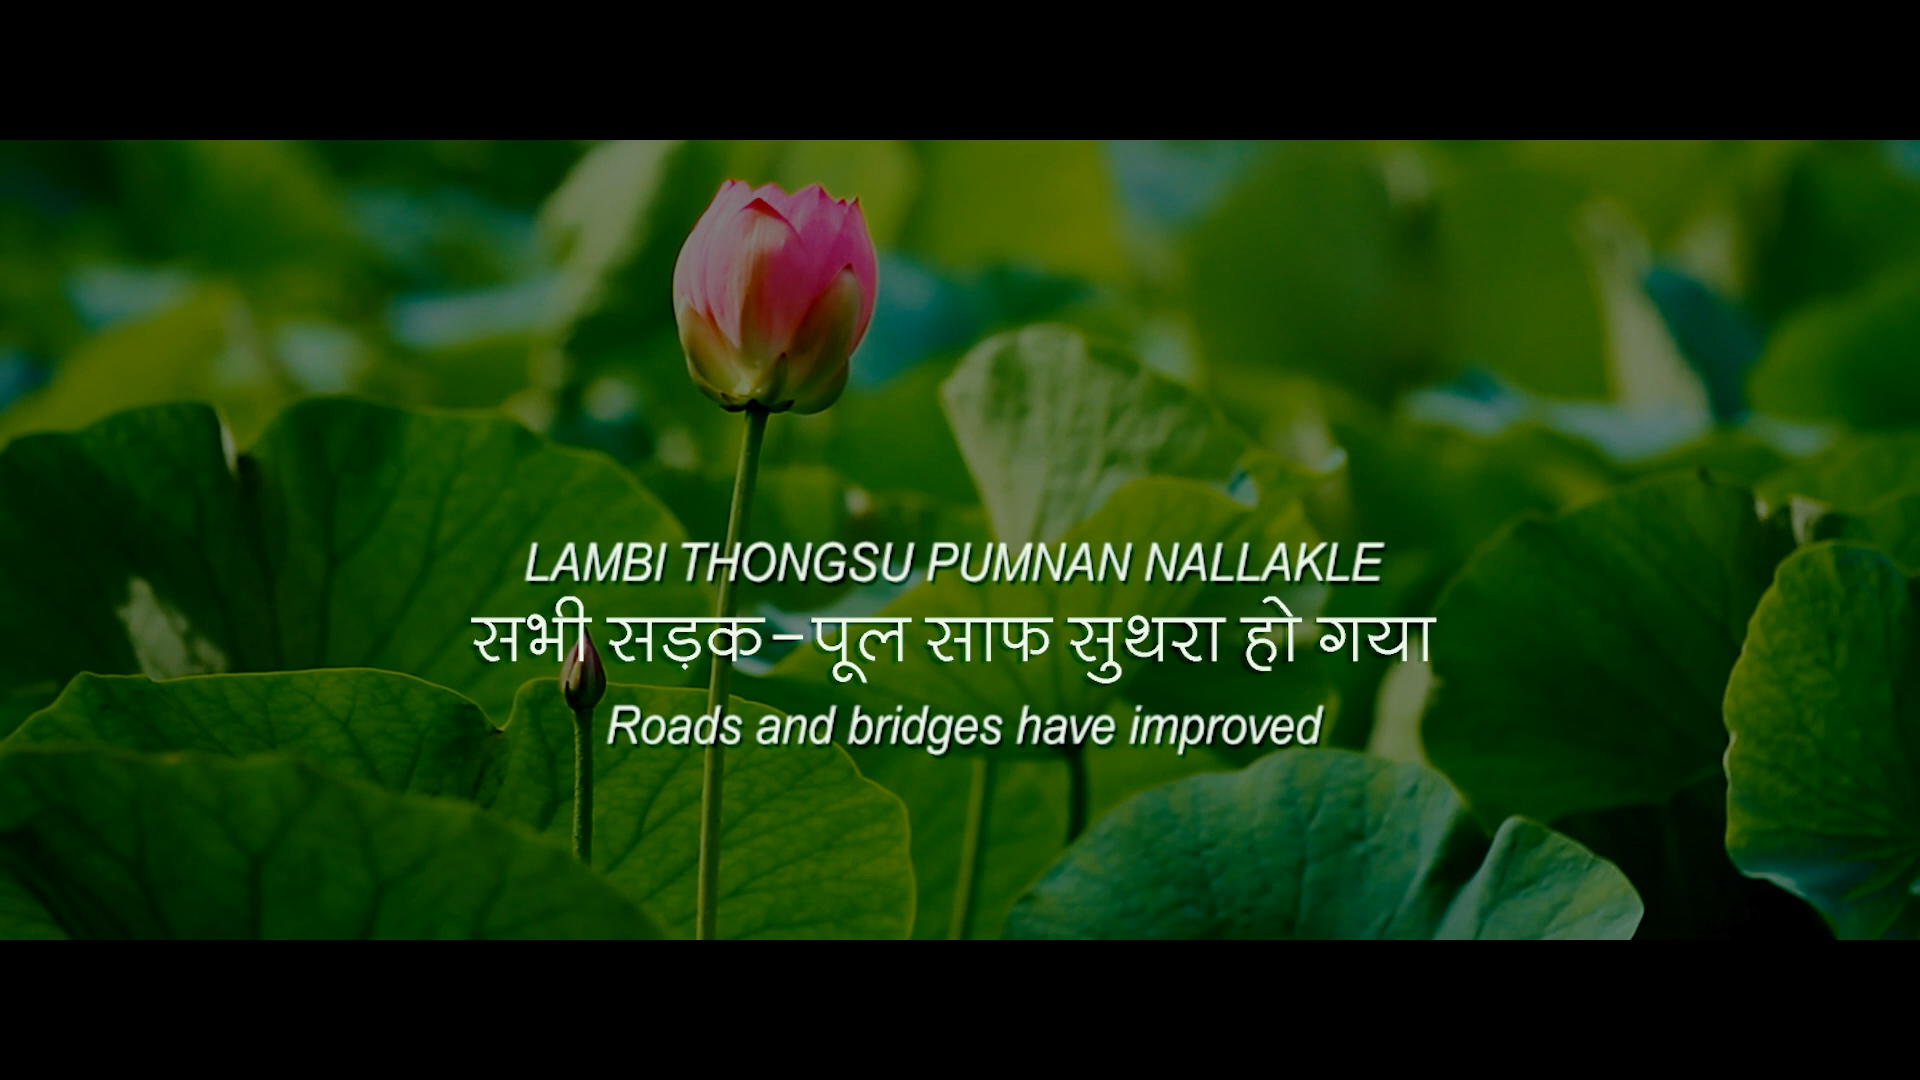 LAMBI THONGSU PUMNAN NALLAKLE
सभी सड़क-पूल साफ सुथरा हो गया
Roads and bridges have improved